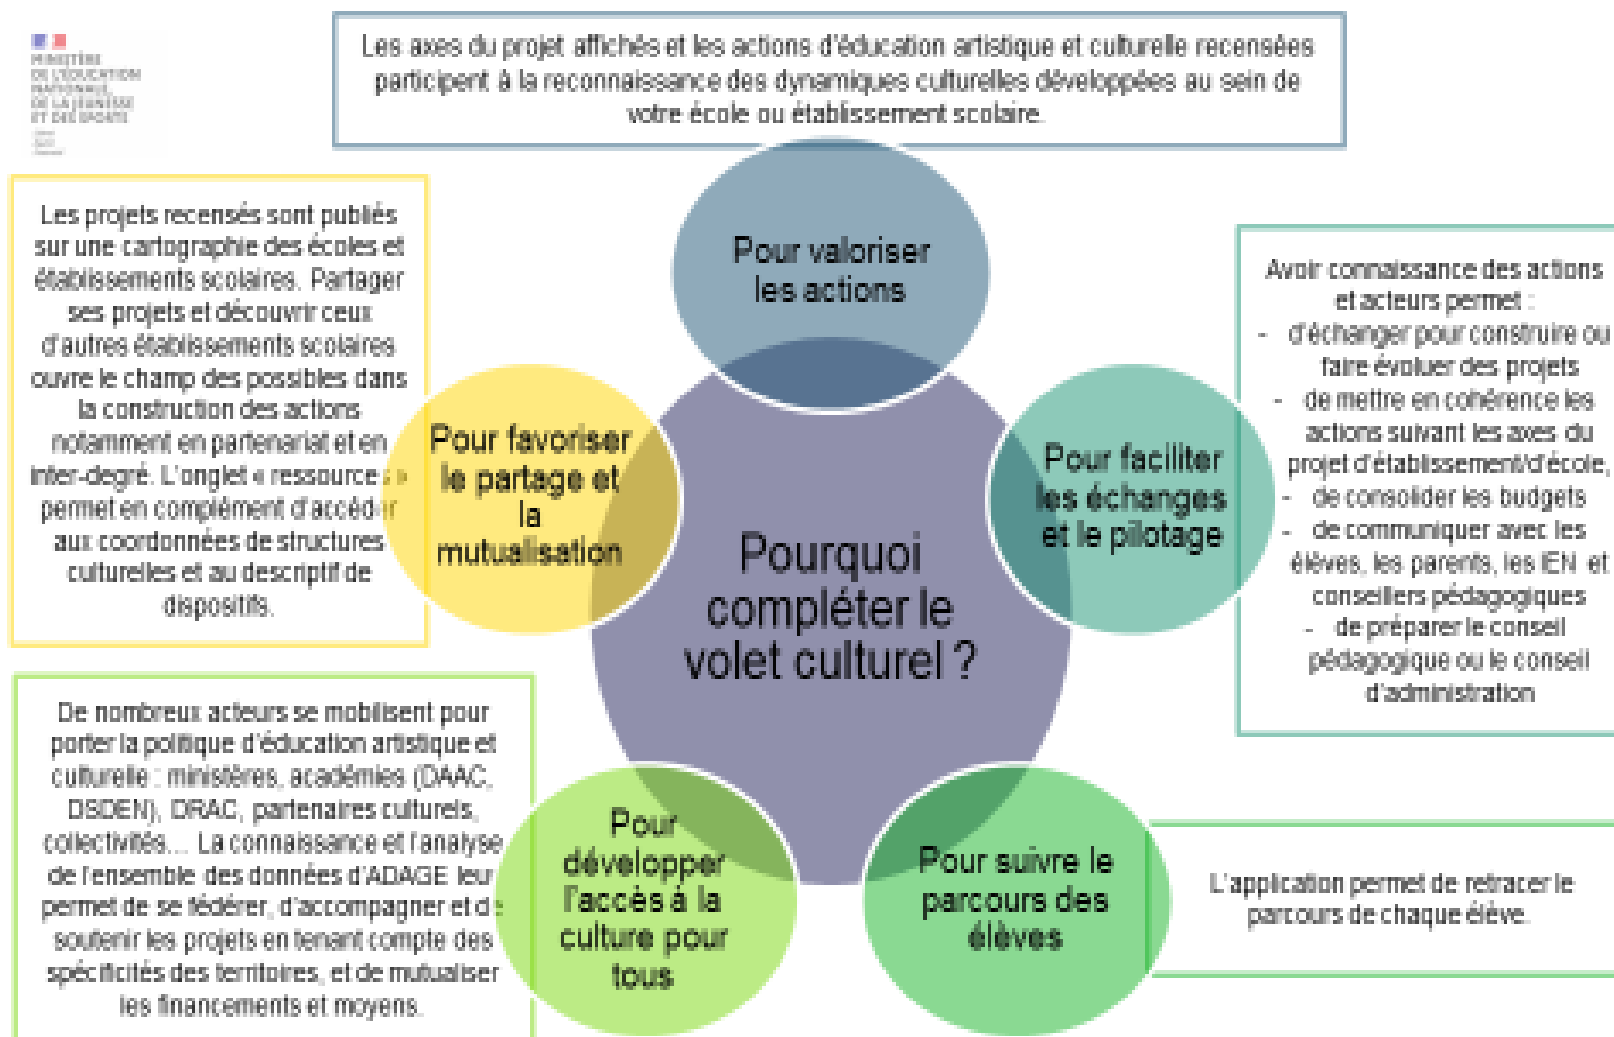 MINISTÈRE
DE L'ÉDUCATION
NATIONALE,
DE LA JEUNESSE
ET DES SPORTS
Les axes du projet affichés et les actions d'éducation artistique et culturelle recensées
participent à la reconnaissance des dynamiques culturelles développées au sein de
votre école ou établissement scolaire.
Pour valoriser
les actions
Les projets recensés sont publiés
sur une cartographie des écoles et
établissements scolaires. Partager
ses projets et découvrir ceux
d'autres établissements scolaires
ouvre le champ des possibles dans
la construction des actions
notamment en partenariat et en
inter-degré. L'onglet « ressources »
permet en complément d'accéder
aux coordonnées de structures
culturelles et au descriptif de
dispositifs.
Pour favoriser
le partage et
la
mutualisation
Pourquoi
compléter le
volet culturel ?
Pour faciliter
les échanges
et le pilotage
Avoir connaissance des actions
et acteurs permet :
- d'échanger pour construire ou
faire évoluer des projets
- de mettre en cohérence les
actions suivant les axes du
projet d'établissement/d'école,
- de consolider les budgets
- de communiquer avec les
élèves, les parents, les IEN et
conseillers pédagogiques
- de préparer le conseil
pédagogique ou le conseil
d'administration
De nombreux acteurs se mobilisent pour
porter la politique d'éducation artistique et
culturelle : ministères, académies (DAAC,
DSDEN), DRAC, partenaires culturels,
collectivités... La connaissance et l'analyse
de l'ensemble des données d'ADAGE leur
permet de se fédérer, d'accompagner et de
soutenir les projets en tenant compte des
spécificités des territoires, et de mutualiser
les financements et moyens.
Pour
développer
l'accès à la
culture pour
tous
Pour suivre le
parcours des
élèves
L'application permet de retracer le
parcours de chaque élève.